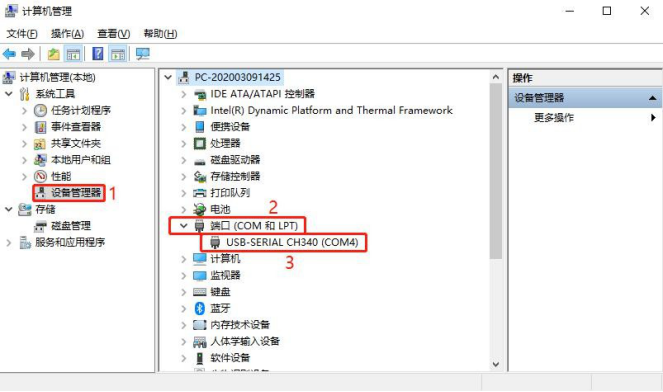 计算机管理
文件(F) 操作(A) 查看(V) 帮助(H)
计算机管理(本地)
系统工具
任务计划程序
事件查看器
共享文件夹
本地用户和组
性能
设备管理器 1
存储
磁盘管理
服务和应用程序
PC-202003091425
IDE ATA/ATAPI 控制器
Intel(R) Dynamic Platform and Thermal Framework
便携设备
处理器
磁盘驱动器
存储控制器
打印队列
电池
2
端口 (COM 和 LPT)
USB-SERIAL CH340 (COM4)
计算机
3
监视器
键盘
蓝牙
内存技术设备
人体学输入设备
软件设备
操作
设备管理器
更多操作